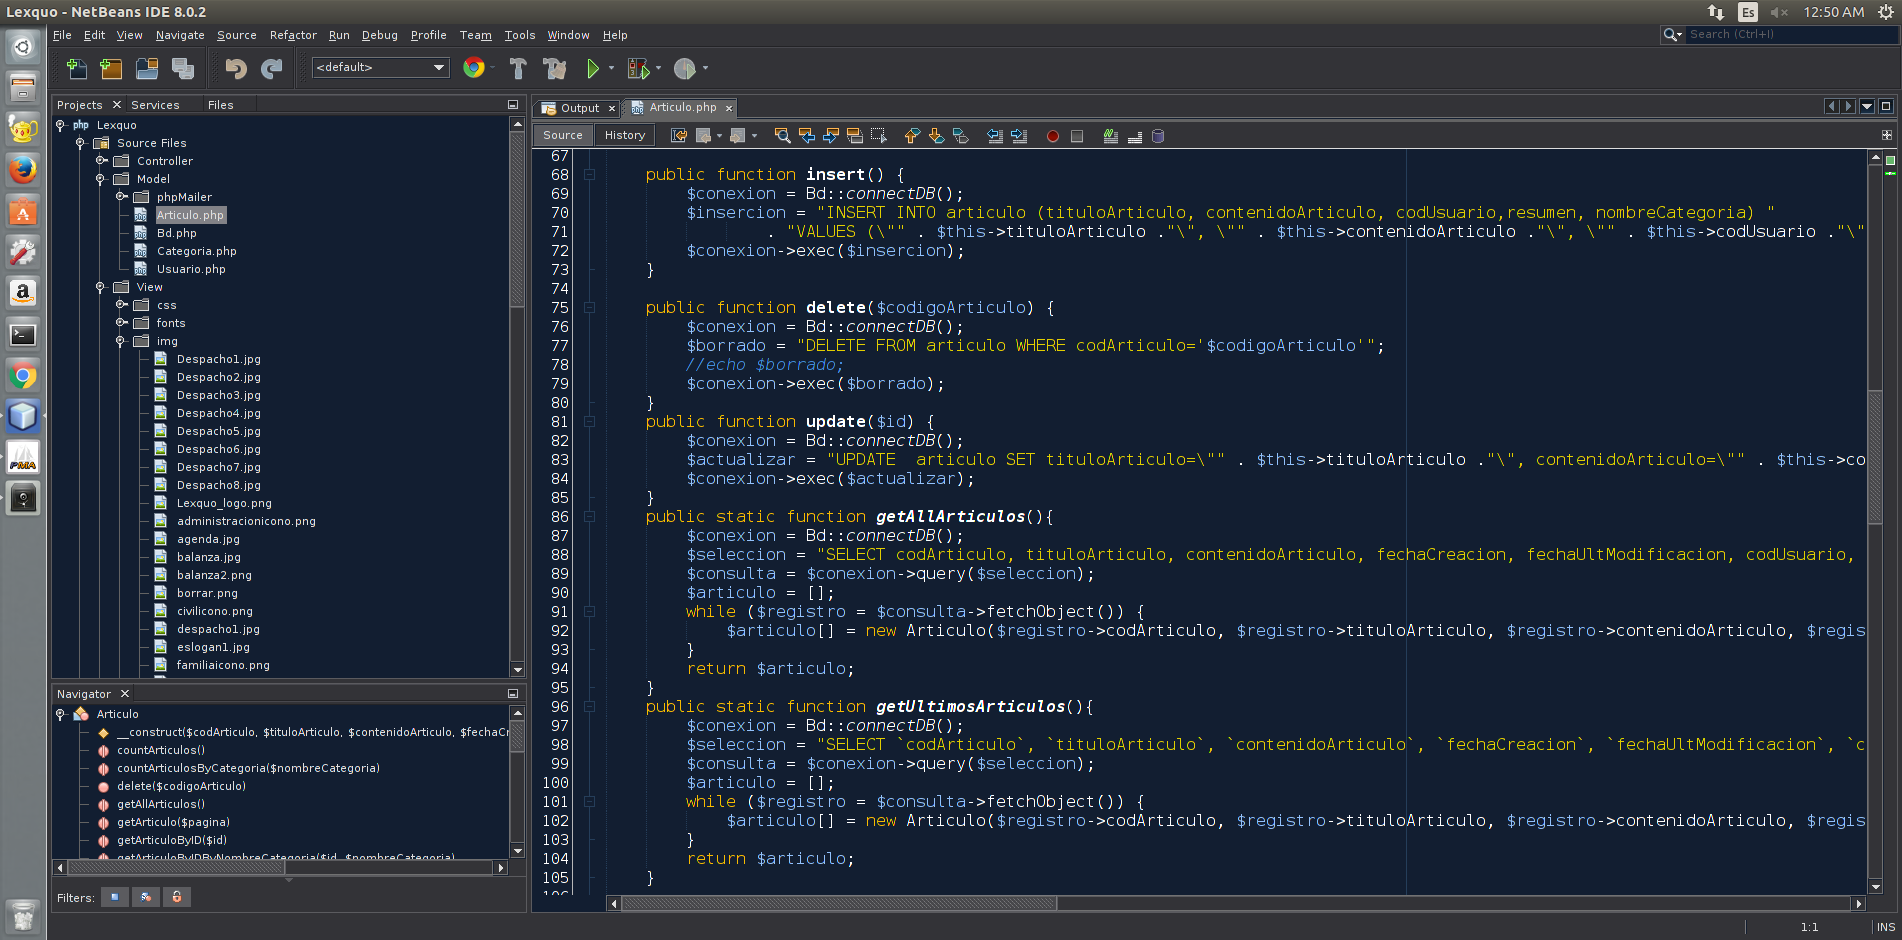 Lexquo - NetBeans IDE 8.0.2
Es
12:50 AM
File Edit View Navigate Source Refactor Run Debug Profile Team Tools Window Help
Search (Ctrl+I)
<default>
Projects Services Files
php Lexquo
Source Files
Controller
Model
phpMailer
Articulo.php
Bd.php
Categoria.php
Usuario.php
View
css
fonts
img
Despacho1.jpg
Despacho2.jpg
Despacho3.jpg
Despacho4.jpg
Despacho5.jpg
Despacho6.jpg
Despacho7.jpg
Despacho8.jpg
Lexquo_logo.png
administracionicono.png
agenda.jpg
balanza.jpg
balanza2.png
borrar.png
civilicono.png
despacho1.jpg
eslogan1.jpg
familiaicono.png
PMA
Navigator
Articulo
__construct($codArticulo, $tituloArticulo, $contenidoArticulo, $fechaCr
countArticulos()
countArticulosByCategoria($nombreCategoria)
delete($codigoArticulo)
getAllArticulos()
getArticulo($pagina)
getArticuloByID($id)
getArticuloByIDByNombreCategoria($id, $nombreCategoria)
Filters:
Output Articulo.php
Source History
67
68 public function insert() {
69 $conexion = Bd::connectDB();
70 $insercion = "INSERT INTO articulo (tituloArticulo, contenidoArticulo, codUsuario,resumen, nombreCategoria) "
71 . "VALUES (\"" . $this->tituloArticulo ."\", \"" . $this->contenidoArticulo ."\", \"" . $this->codUsuario ."\"
72 $conexion->exec($insercion);
73 }
74
75 public function delete($codigoArticulo) {
76 $conexion = Bd::connectDB();
77 $borrado = "DELETE FROM articulo WHERE codArticulo='$codigoArticulo'";
78 //echo $borrado;
79 $conexion->exec($borrado);
80 }
81 public function update($id) {
82 $conexion = Bd::connectDB();
83 $actualizar = "UPDATE  articulo SET tituloArticulo=\"" . $this->tituloArticulo ."\", contenidoArticulo=\"" . $this->co
84 $conexion->exec($actualizar);
85 }
86 public static function getAllArticulos(){
87 $conexion = Bd::connectDB();
88 $seleccion = "SELECT codArticulo, tituloArticulo, contenidoArticulo, fechaCreacion, fechaUltModificacion, codUsuario,
89 $consulta = $conexion->query($seleccion);
90 $articulo = [];
91 while ($registro = $consulta->fetchObject()) {
92 $articulo[] = new Articulo($registro->codArticulo, $registro->tituloArticulo, $registro->contenidoArticulo, $regis
93 }
94 return $articulo;
95 }
96 public static function getUltimosArticulos(){
97 $conexion = Bd::connectDB();
98 $seleccion = "SELECT `codArticulo`, `tituloArticulo`, `contenidoArticulo`, `fechaCreacion`, `fechaUltModificacion`, `c
99 $consulta = $conexion->query($seleccion);
100 $articulo = [];
101 while ($registro = $consulta->fetchObject()) {
102 $articulo[] = new Articulo($registro->codArticulo, $registro->tituloArticulo, $registro->contenidoArticulo, $regis
103 }
104 return $articulo;
105 }
1:1 INS